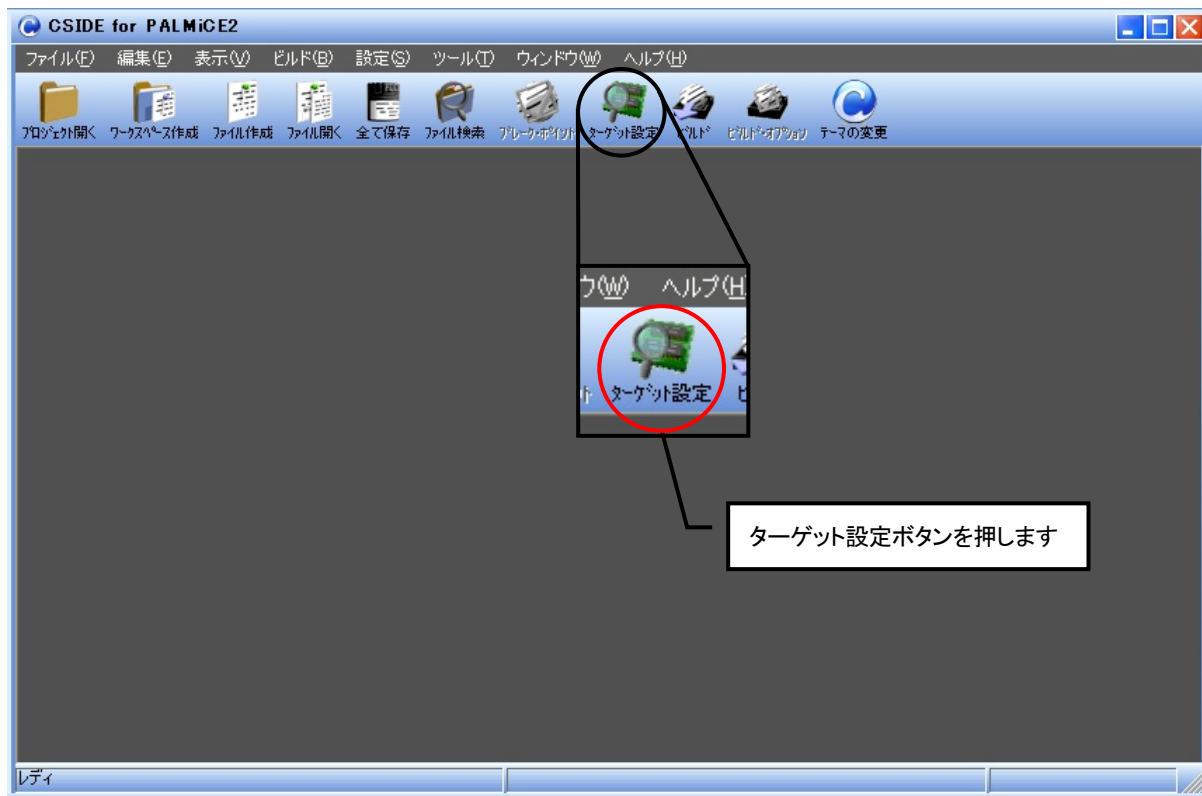 CSIDE for PALMiCE2
ファイル(F) 編集(E) 表示(V) ビルド(B) 設定(S) ツール(T) ウィンドウ(W) ヘルプ(H)
ﾌﾟﾛｼﾞｪｸﾄ開く ﾜｰｸｽﾍﾟｰｽ作成 ﾌｧｲﾙ作成 ﾌｧｲﾙ開く 全て保存 ﾌｧｲﾙ検索 ﾌﾞﾚｰｸ･ﾎﾟｲﾝﾄ ﾀｰｹﾞｯﾄ設定 ﾋﾞﾙﾄﾞ ﾋﾞﾙﾄﾞ･ｵﾌﾟｼｮﾝ ﾃｰﾏの変更
ウ(W) ヘルプ(H
ﾄ ﾀｰｹﾞｯﾄ設定 ﾋ
ターゲット設定ボタンを押します
レディ